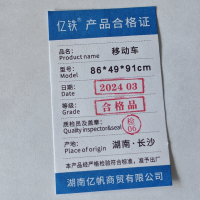 亿铁® 产品合格证
品名: 移动车
Product name
型号: 86*49*91cm
Model
日期: 2024 03
Date
等级: 合格品
Grade
质检员及盖章: 检 06
Quality inspector&seal
产地: 湖南·长沙
Place of origin
本产品经严格检验符合标准，准予出厂
湖南亿帆商贸有限公司